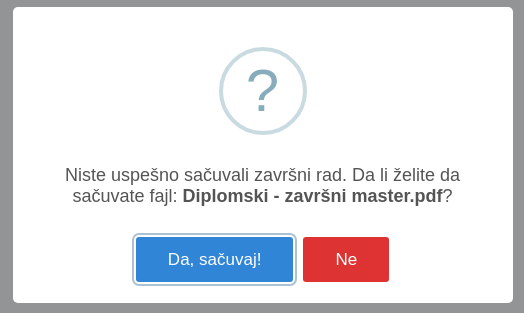 ?
Niste uspešno sačuvali završni rad. Da li želite da
sačuvate fajl: Diplomski - završni master.pdf?
Da, sačuvaj!
Ne